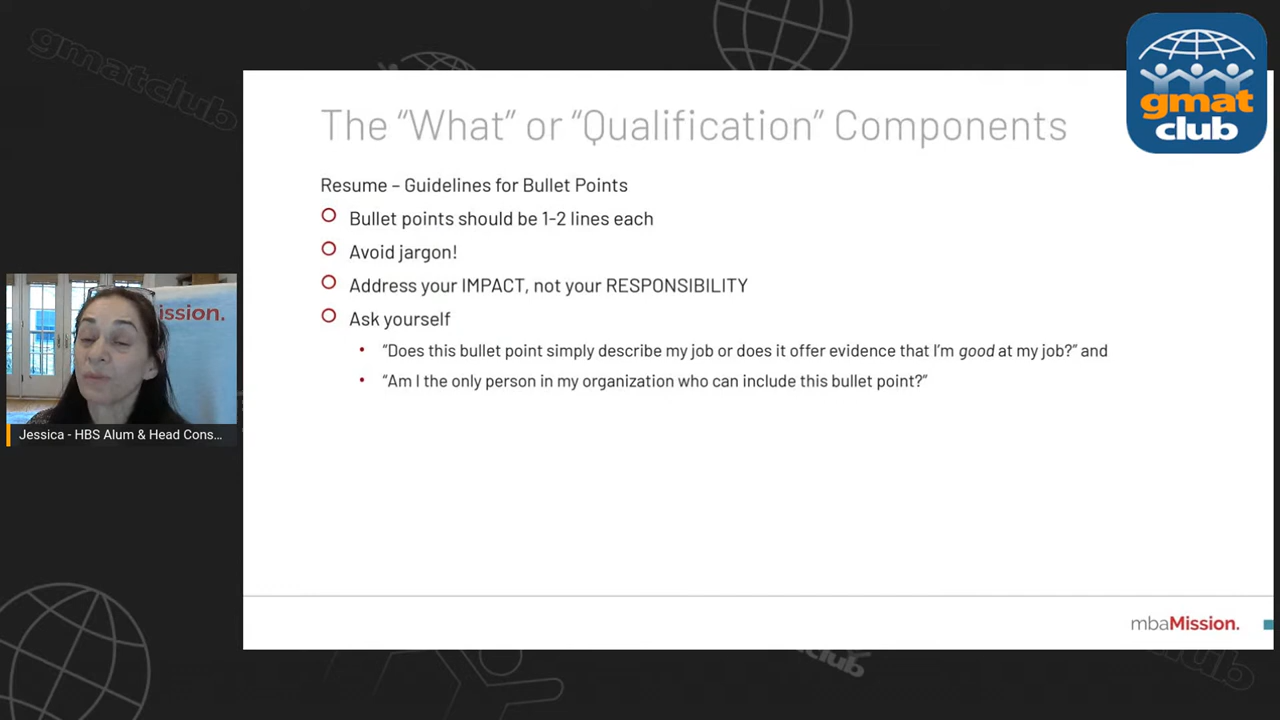 gmatclub
gmat
club
The “What” or “Qualification” Components
Resume – Guidelines for Bullet Points
Bullet points should be 1-2 lines each
Avoid jargon!
Address your IMPACT, not your RESPONSIBILITY
Ask yourself
“Does this bullet point simply describe my job or does it offer evidence that I’m good at my job?” and
“Am I the only person in my organization who can include this bullet point?”
ission.
Jessica - HBS Alum & Head Cons...
mbaMission.
club
gmatclub